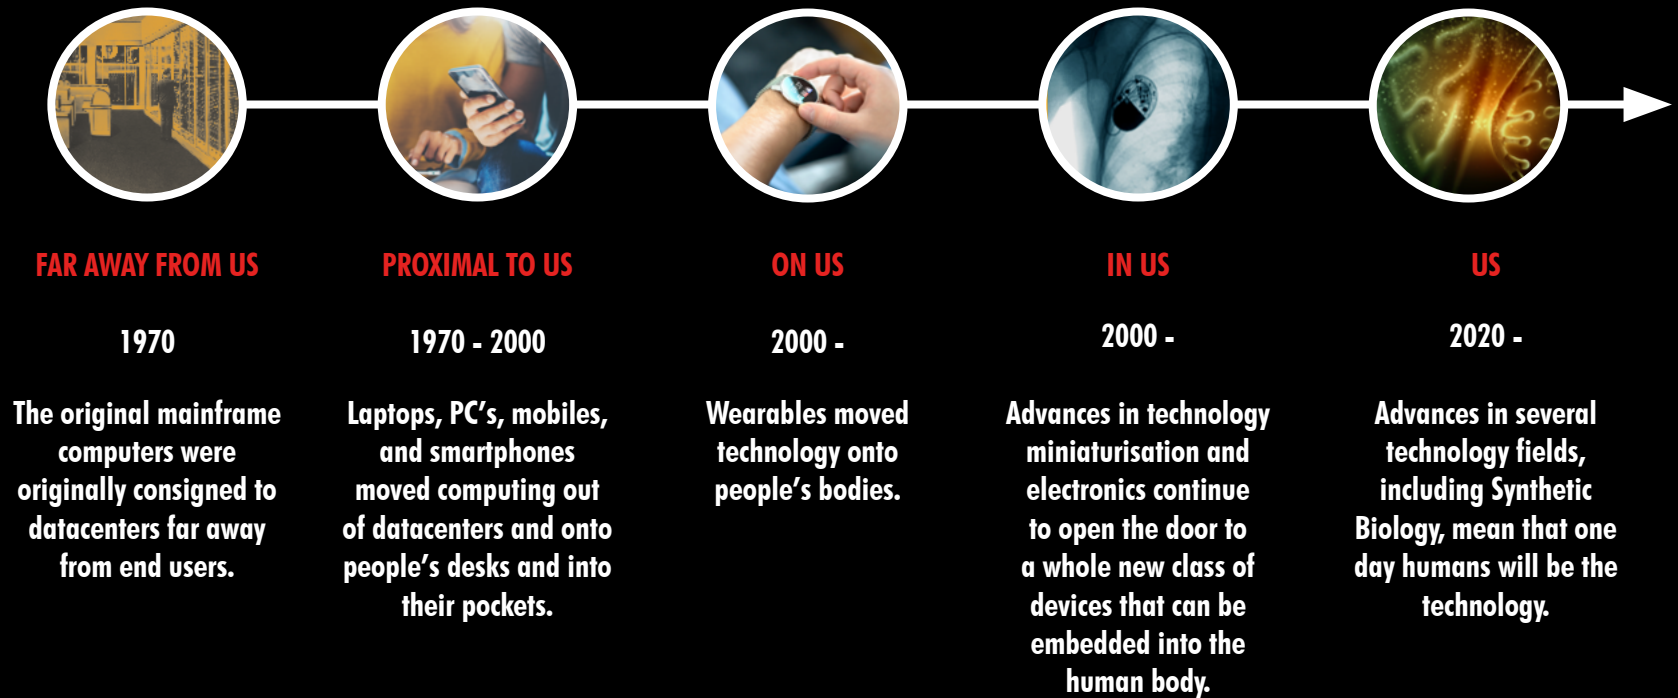 FAR AWAY FROM US
1970
The original mainframe
computers were
originally consigned to
datacenters far away
from end users.
PROXIMAL TO US
1970 - 2000
Laptops, PC’s, mobiles,
and smartphones
moved computing out
of datacenters and onto
people’s desks and into
their pockets.
ON US
2000 -
Wearables moved
technology onto
people’s bodies.
IN US
2000 -
Advances in technology
miniaturisation and
electronics continue
to open the door to
a whole new class of
devices that can be
embedded into the
human body.
US
2020 -
Advances in several
technology fields,
including Synthetic
Biology, mean that one
day humans will be the
technology.